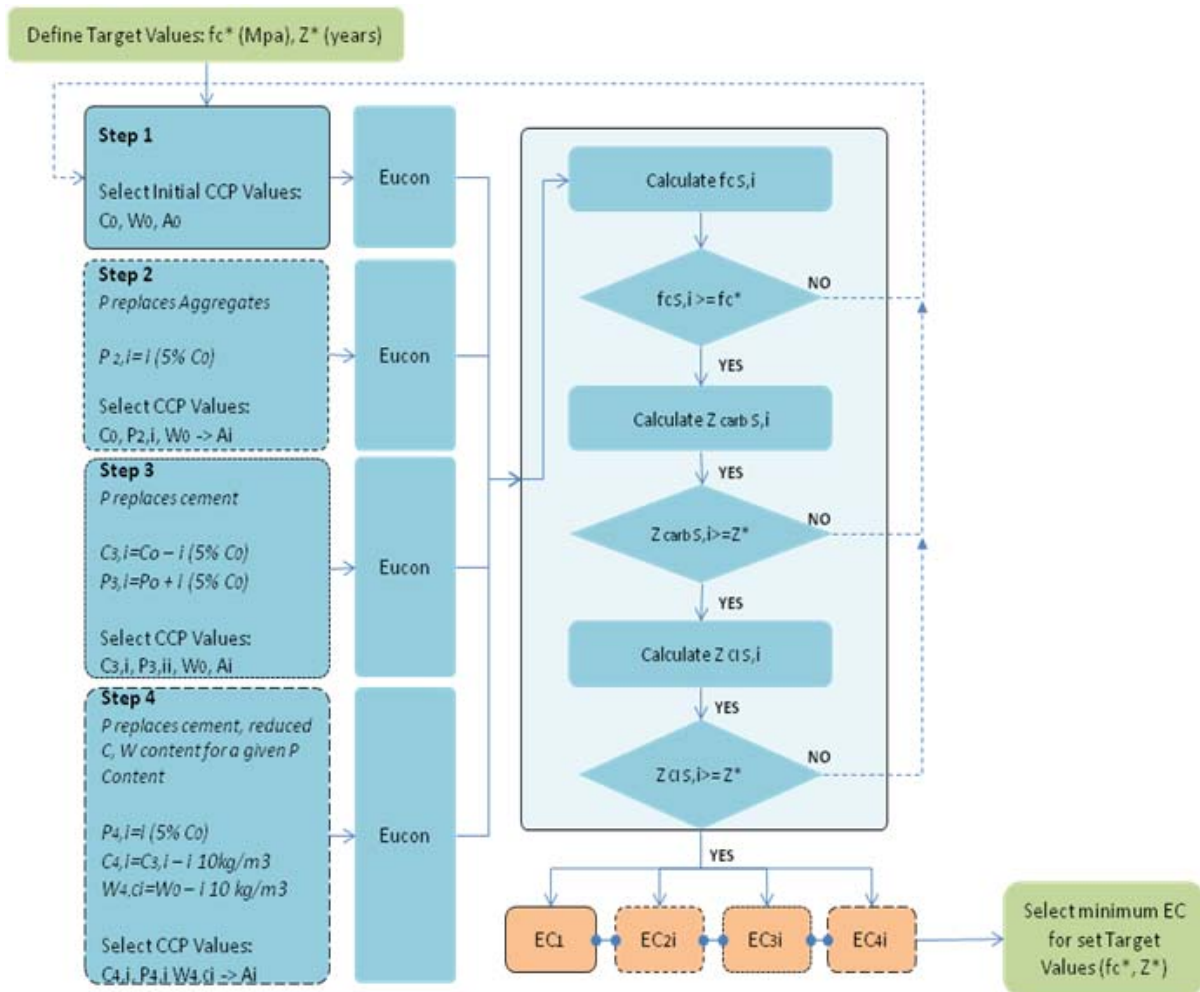 Define Target Values: fc* (Mpa), Z* (years)
Step 1
Select Initial CCP Values:
C0, W0, A0
Eucon
Step 2
P replaces Aggregates
P 2,i= i (5% C0)
Select CCP Values:
C0, P2,i, W0 -> Ai
Eucon
Step 3
P replaces cement
C3,i=Co – i (5% C0)
P3,i=Po + i (5% C0)
Select CCP Values:
C3,i, P3,ii, W0, Ai
Eucon
Step 4
P replaces cement, reduced
C, W content for a given P
Content
P4,i=i (5% C0)
C4,i=C3,i – i 10kg/m3
W4,ci=W0 – i 10 kg/m3
Select CCP Values:
C4,i, P4,i W4,ci -> Ai
Eucon
Calculate fc S,i
fc S,i >= fc*
NO
YES
Calculate Z carb S,i
YES
Z carb S,i>=Z*
NO
YES
Calculate Z Cl S,i
YES
Z Cl S,i>= Z*
NO
YES
EC1
EC2i
EC3i
EC4i
Select minimum EC
for set Target
Values (fc*, Z*)